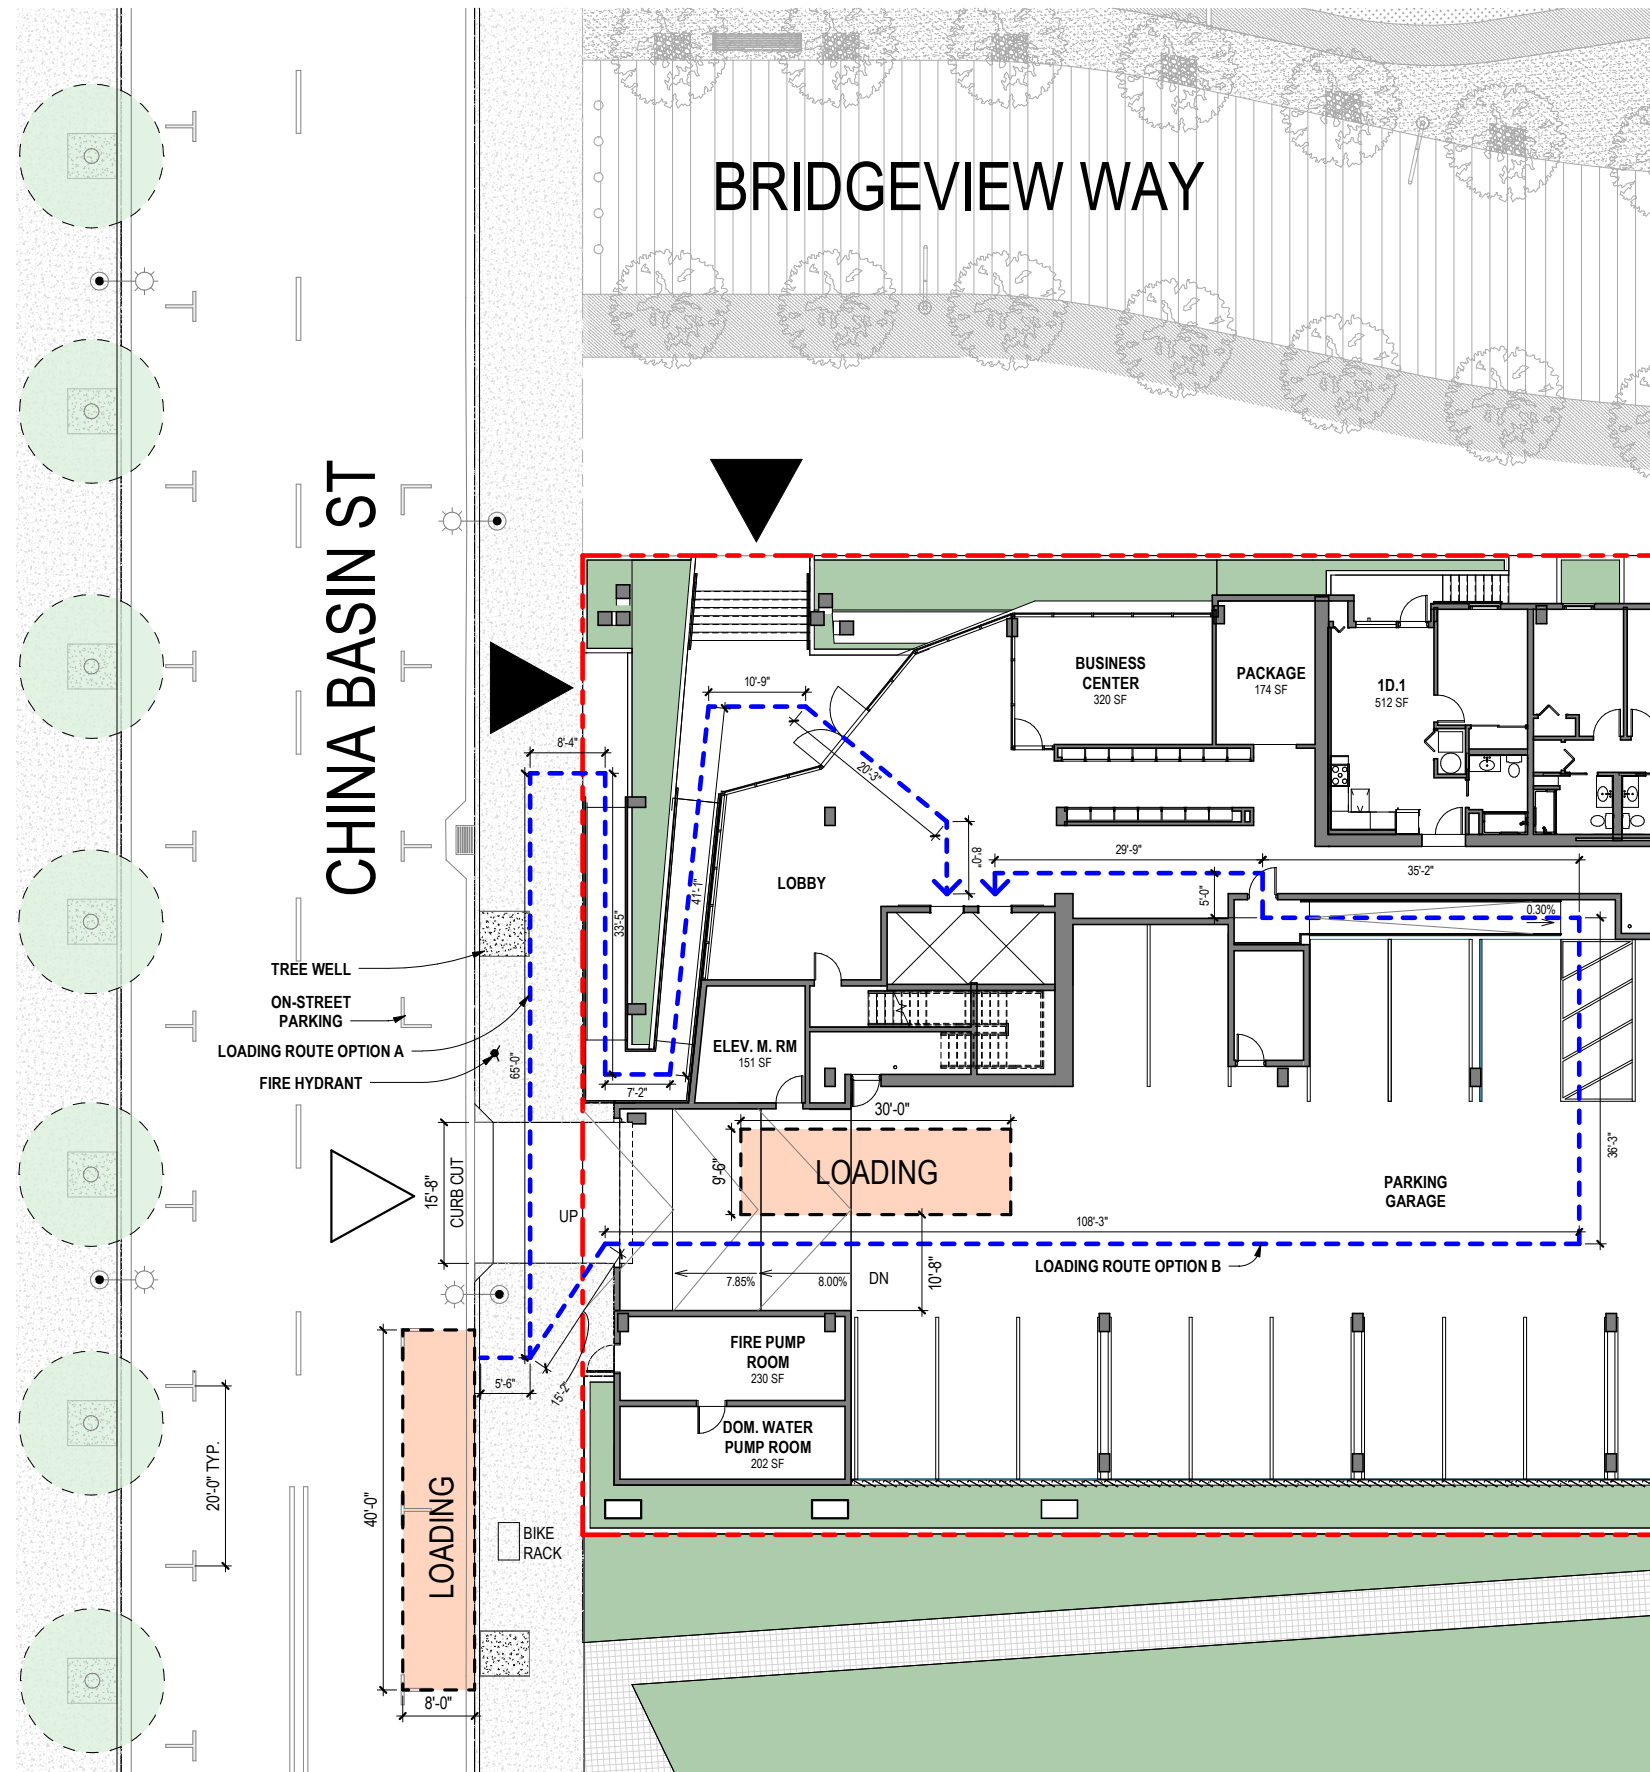 BRIDGEVIEW WAY
CHINA BASIN ST
BUSINESS
CENTER
320 SF
PACKAGE
174 SF
1D.1
512 SF
10'-9"
8'-4"
20'-3"
8'-0"
29'-9"
35'-2"
5'-0"
0.30%
LOBBY
41'-1"
33'-5"
TREE WELL
ON-STREET
PARKING
LOADING ROUTE OPTION A
FIRE HYDRANT
65'-0"
7'-2"
ELEV. M. RM
151 SF
30'-0"
9'-6"
LOADING
36'-3"
PARKING
GARAGE
15'-8"
CURB CUT
UP
108'-3"
LOADING ROUTE OPTION B
7.85%
8.00%
DN
10'-8"
FIRE PUMP
ROOM
230 SF
5'-6"
15'-2"
DOM. WATER
PUMP ROOM
202 SF
20'-0" TYP.
40'-0"
LOADING
BIKE
RACK
8'-0"